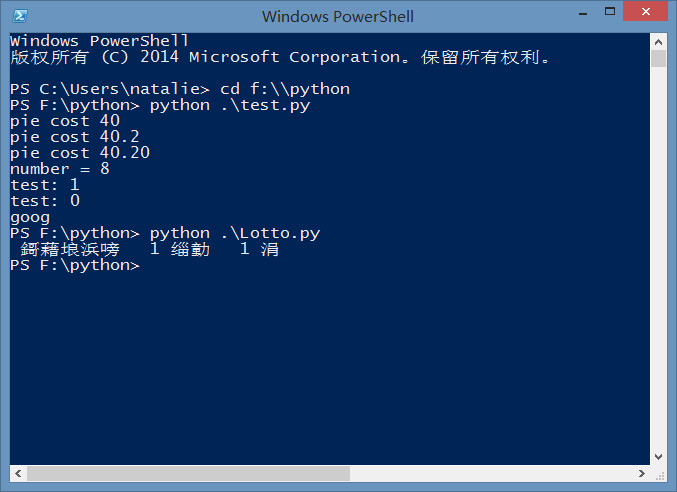 Windows PowerShell
Windows PowerShell
版权所有 (C) 2014 Microsoft Corporation。保留所有权利。
PS C:\Users\natalie> cd f:\\python
PS F:\python> python .\test.py
pie cost 40
pie cost 40.2
pie cost 40.20
number = 8
test: 1
test: 0
goog
PS F:\python> python .\Lotto.py
鎶藉埌浜嗙 1 缁勭 1 涓
PS F:\python>